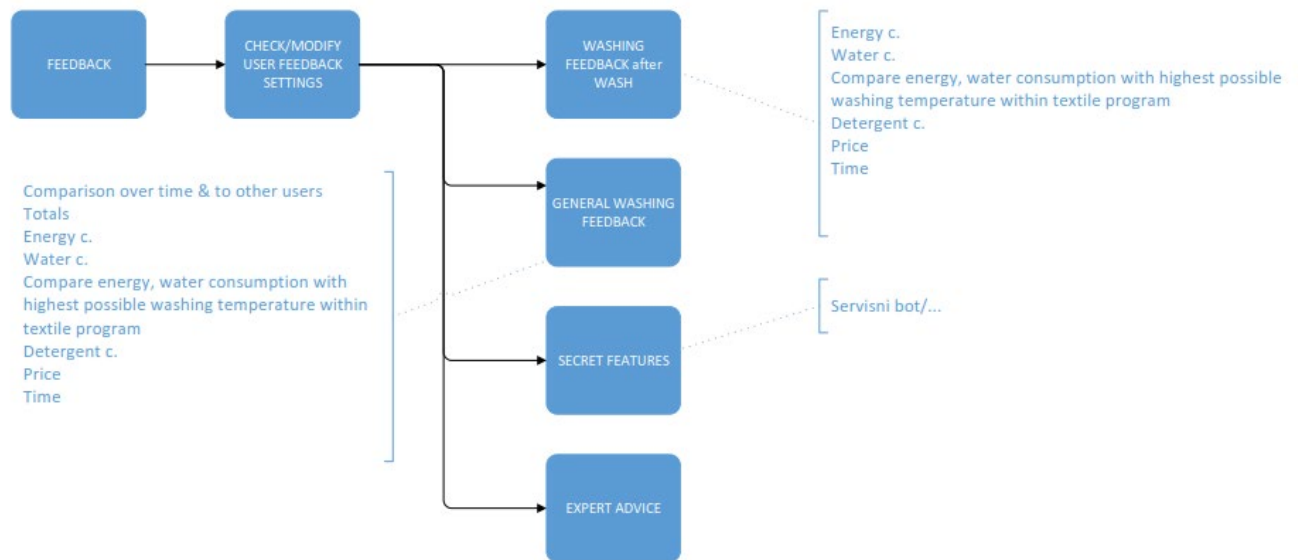 FEEDBACK
CHECK/MODIFY
USER FEEDBACK
SETTINGS
WASHING
FEEDBACK after
WASH
Energy c.
Water c.
Compare energy, water consumption with highest possible
washing temperature within textile program
Detergent c.
Price
Time
Comparison over time & to other users
Totals
Energy c.
Water c.
Compare energy, water consumption with
highest possible washing temperature within
textile program
Detergent c.
Price
Time
GENERAL WASHING
FEEDBACK
SECRET FEATURES
Servisni bot/...
EXPERT ADVICE